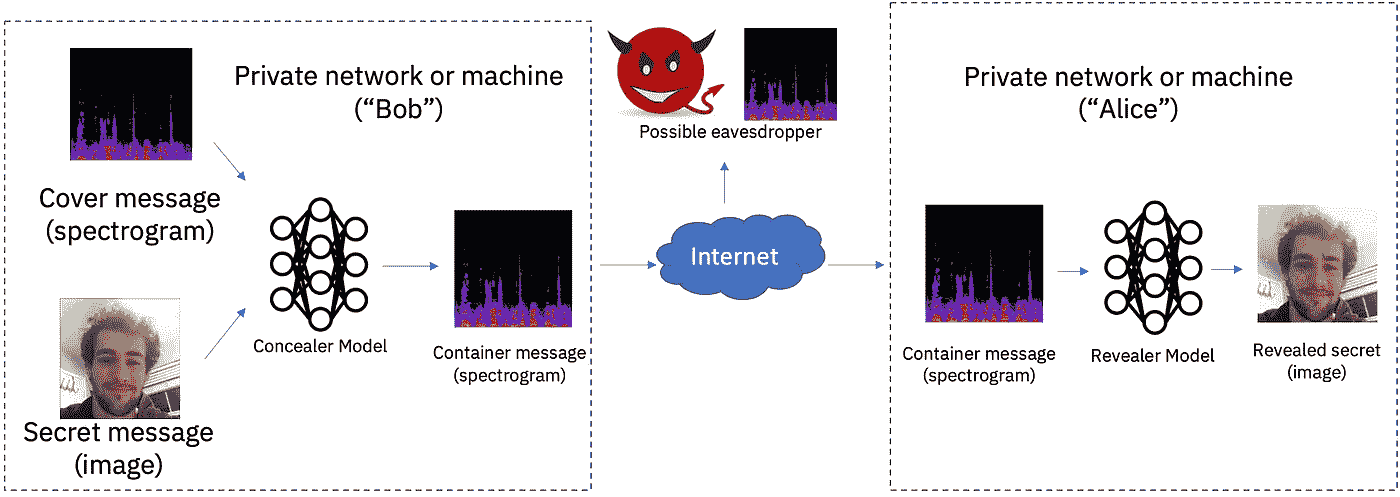 Private network or machine
(“Bob”)
Cover message
(spectrogram)
Secret message
(image)
Concealer Model
Container message
(spectrogram)
Possible eavesdropper
Internet
Private network or machine
(“Alice”)
Container message
(spectrogram)
Revealer Model
Revealed secret
(image)